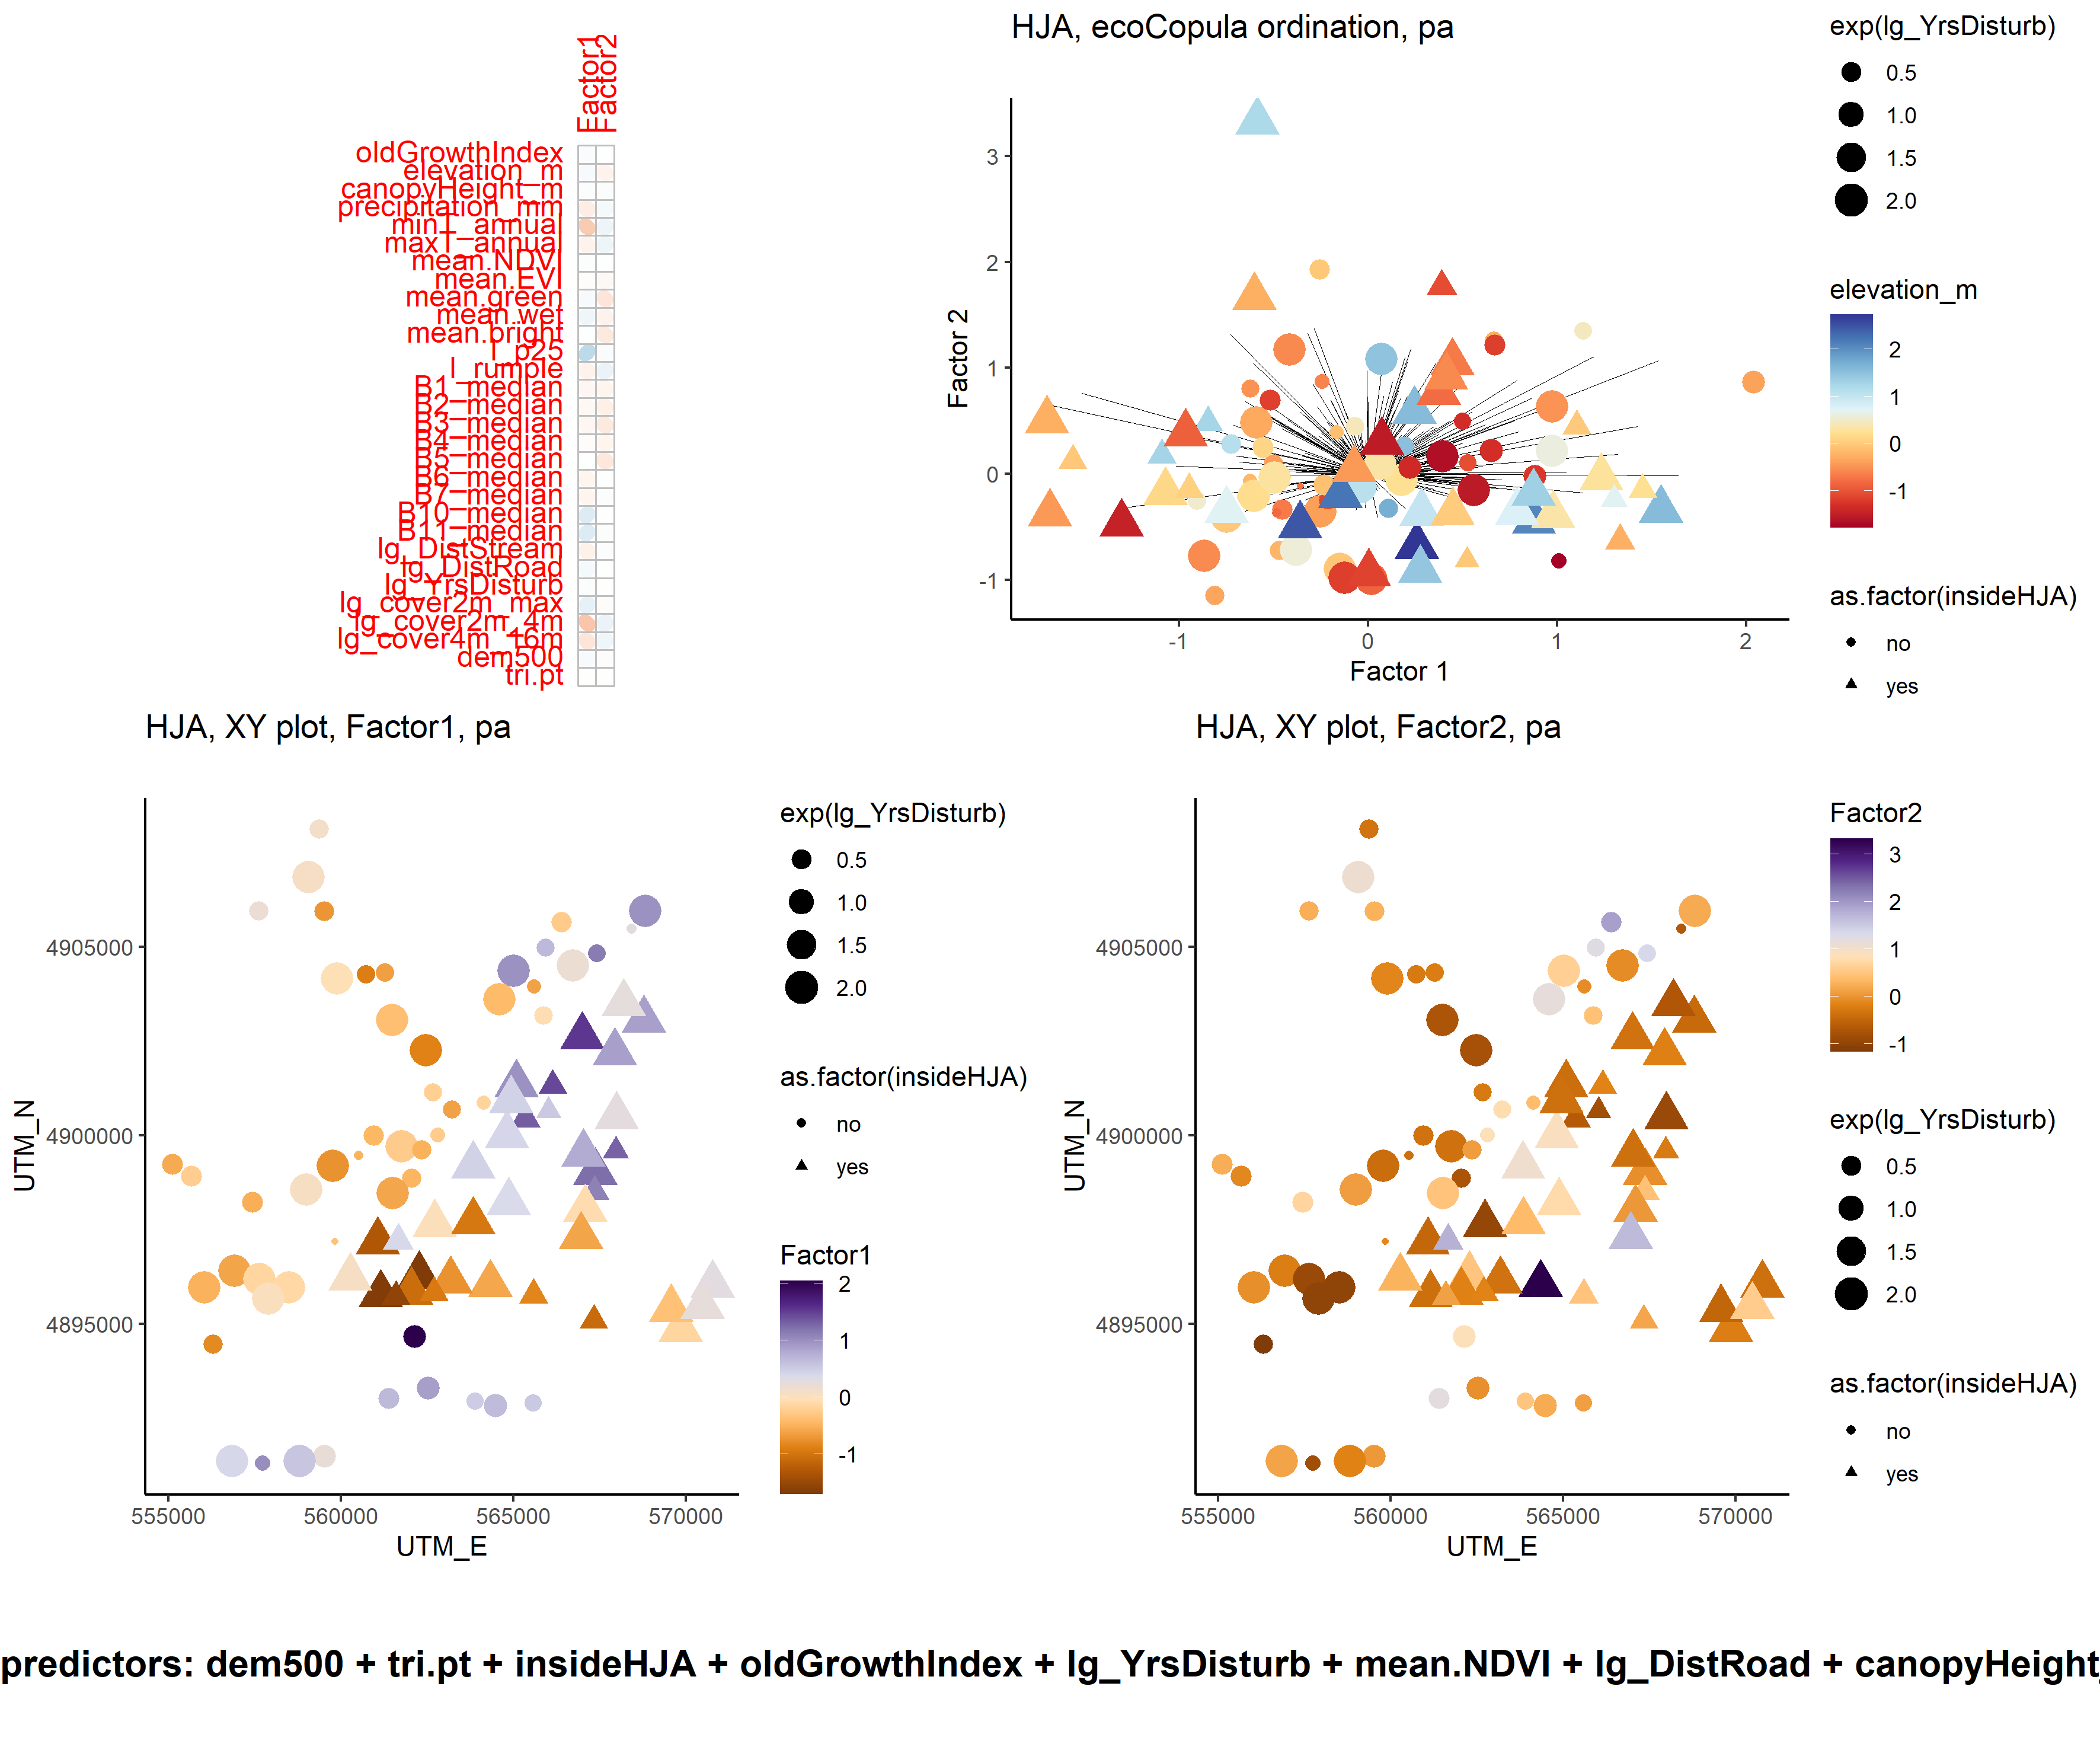 Factor1
Factor2
oldGrowthIndex
elevation_m
canopyHeight_m
precipitation_mm
minT_annual
maxT_annual
mean.NDVI
mean.EVI
mean.green
mean.wet
mean.bright
l_p25
l_rumple
B1_median
B2_median
B3_median
B4_median
B5_median
B6_median
B7_median
B10_median
B11_median
lg_DistStream
lg_DistRoad
lg_YrsDisturb
lg_cover2m_max
lg_cover2m_4m
lg_cover4m_16m
dem500
tri.pt
HJA, ecoCopula ordination, pa
Factor 2
3
2
1
0
-1
-1
0
1
2
Factor 1
exp(lg_YrsDisturb)
0.5
1.0
1.5
2.0
elevation_m
2
1
0
-1
as.factor(insideHJA)
no
yes
HJA, XY plot, Factor1, pa
UTM_N
4905000
4900000
4895000
555000
560000
565000
570000
UTM_E
exp(lg_YrsDisturb)
0.5
1.0
1.5
2.0
as.factor(insideHJA)
no
yes
Factor1
2
1
0
-1
HJA, XY plot, Factor2, pa
UTM_N
4905000
4900000
4895000
555000
560000
565000
570000
UTM_E
Factor2
3
2
1
0
-1
exp(lg_YrsDisturb)
0.5
1.0
1.5
2.0
as.factor(insideHJA)
no
yes
predictors: dem500 + tri.pt + insideHJA + oldGrowthIndex + lg_YrsDisturb + mean.NDVI + lg_DistRoad + canopyHeight_